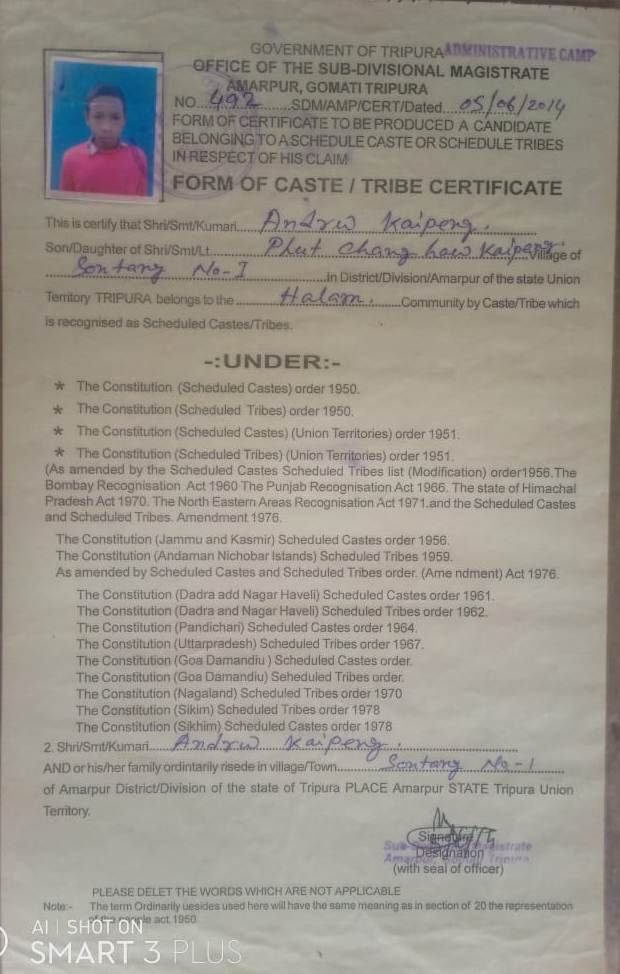 GOVERNMENT OF TRIPURA ADMINISTRATIVE CAMP
OFFICE OF THE SUB-DIVISIONAL MAGISTRATE
AMARPUR, GOMATI TRIPURA
NO....492......SDM/AMP/CERT/Dated....05/06/2014
FORM OF CERTIFICATE TO BE PRODUCED A CANDIDATE
BELONGING TO A SCHEDULE CASTE OR SCHEDULE TRIBES
IN RESPECT OF HIS CLAIM
FORM OF CASTE / TRIBE CERTIFICATE
This is certify that Shri/Smt/Kumari....Andrw Kaipeng.
Son/Daughter of Shri/Smt/Lt....Phut Chang haw Kaipeng. Village of
Sontang No-I....in District/Division/Amarpur of the state Union
Territory TRIPURA belongs to the....Halam.....Community by Caste/Tribe which
is recognised as Scheduled Castes/Tribes.
-:UNDER:-
* The Constitution (Scheduled Castes) order 1950.
* The Constitution (Scheduled Tribes) order 1950.
* The Constitution (Scheduled Castes) (Union Territories) order 1951.
* The Constitution (Scheduled Tribes) (Union Territories) order 1951.
(As amended by the Scheduled Castes Scheduled Tribes list (Modification) order1956.The
Bombay Recognisation Act 1960 The Punjab Recognisation Act 1966. The state of Himachal
Pradesh Act 1970. The North Eastern Areas Recognisation Act 1971.and the Scheduled Castes
and Scheduled Tribes. Amendment 1976.
The Constitution (Jammu and Kasmir) Scheduled Castes order 1956.
The Constitution (Andaman Nichobar Islands) Scheduled Tribes 1959.
As amended by Scheduled Castes and Scheduled Tribes order. (Ame ndment) Act 1976.
The Constitution (Dadra add Nagar Haveli) Scheduled Castes order 1961.
The Constitution (Dadra and Nagar Haveli) Scheduled Tribes order 1962.
The Constitution (Pandichari) Scheduled Castes order 1964.
The Constitution (Uttarpradesh) Scheduled Tribes order 1967.
The Constitution (Goa Damandiu ) Scheduled Castes order.
The Constitution (Goa Damandiu) Seheduled Tribes order.
The Constitution (Nagaland) Scheduled Tribes order 1970
The Constitution (Sikim) Scheduled Tribes order 1978
The Constitution (Sikhim) Scheduled Castes order 1978
2. Shri/Smt/Kumari....Andrw Kaipeng.
AND or his/her family ordintarily risede in village/Town....Sontang No-1
of Amarpur District/Division of the state of Tripura PLACE Amarpur STATE Tripura Union
Territory.
Signature
Designation
(with seal of officer)
PLEASE DELET THE WORDS WHICH ARE NOT APPLICABLE
Note:- The term Ordinarily uesides used here will have the same meaning as in section of 20 the representation
of the people act 1950.
AI | SHOT ON
SMART 3 PLUS